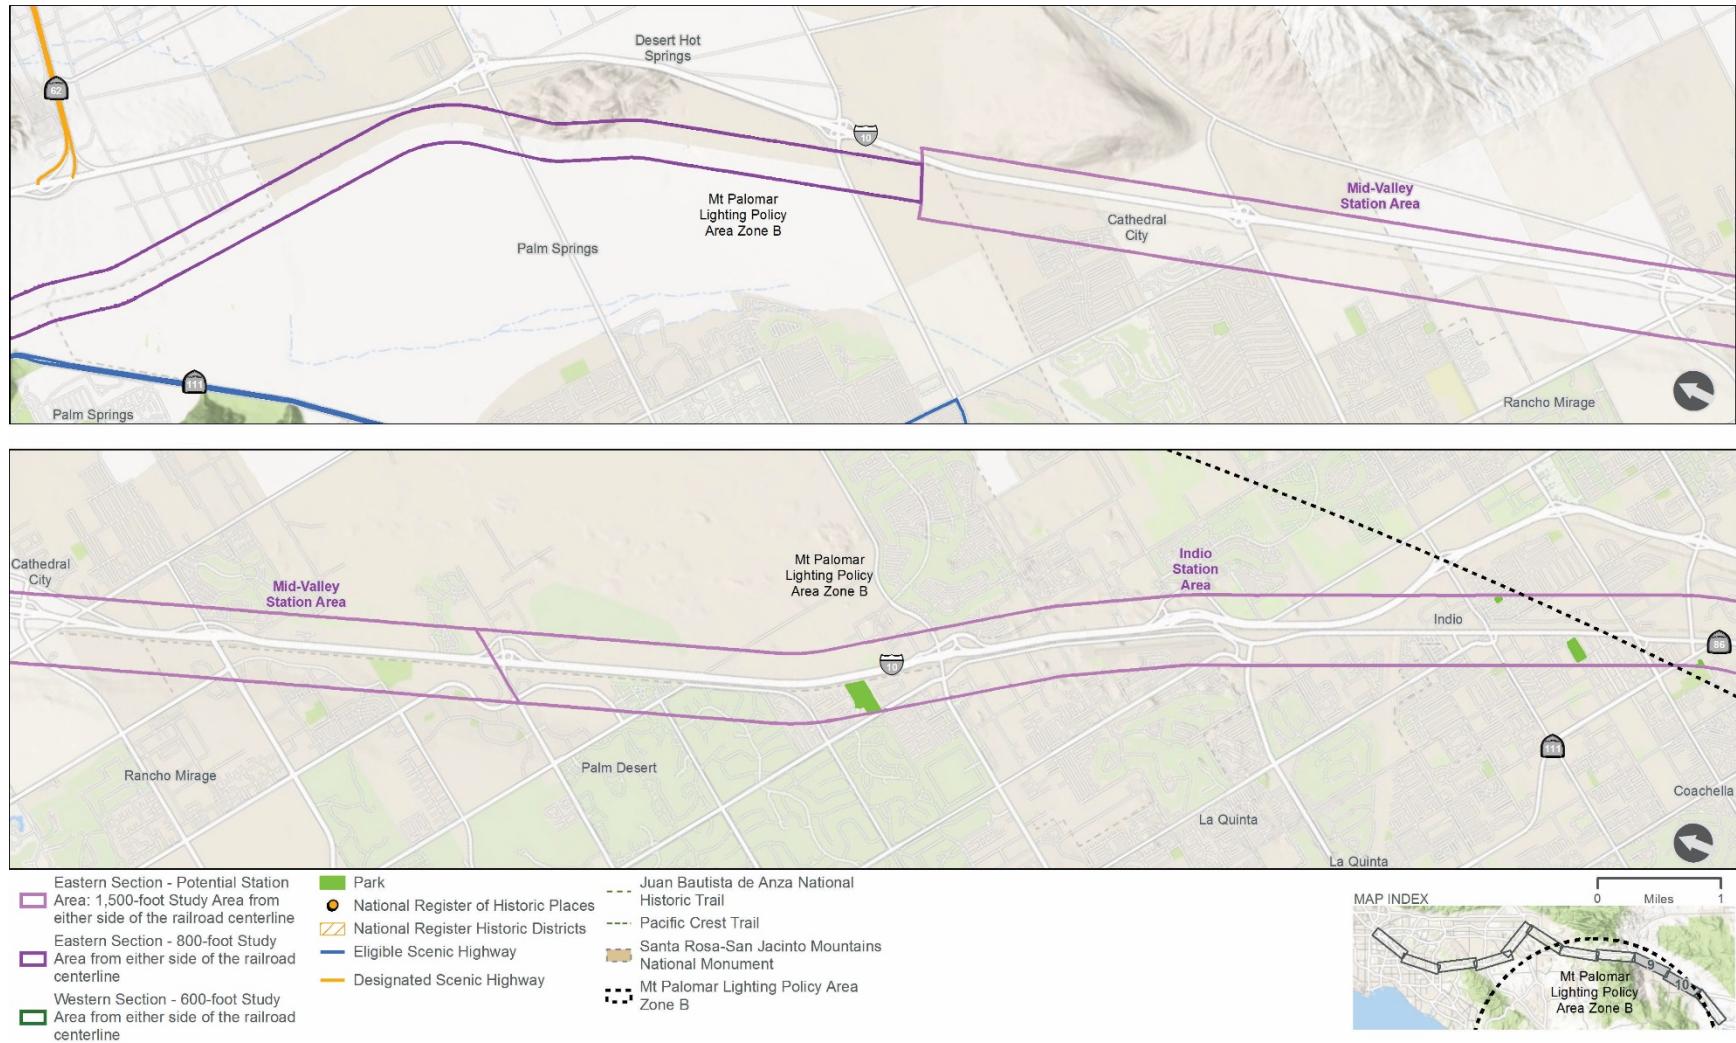 Desert Hot
Springs
62
10
Mid-Valley
Station Area
Mt Palomar
Lighting Policy
Area Zone B
Cathedral
City
Palm Springs
111
Palm Springs
Rancho Mirage
Cathedral
City
Mid-Valley
Station Area
Mt Palomar
Lighting Policy
Area Zone B
Indio
Station
Area
Indio
86
10
Rancho Mirage
Palm Desert
111
Coachella
La Quinta
La Quinta
Eastern Section - Potential Station
Area: 1,500-foot Study Area from
either side of the railroad centerline
Eastern Section - 800-foot Study
Area from either side of the railroad
centerline
Western Section - 600-foot Study
Area from either side of the railroad
centerline
Park
National Register of Historic Places
National Register Historic Districts
Eligible Scenic Highway
Designated Scenic Highway
Juan Bautista de Anza National
Historic Trail
Pacific Crest Trail
Santa Rosa-San Jacinto Mountains
National Monument
Mt Palomar Lighting Policy Area
Zone B
0 Miles 1
MAP INDEX
9
10
Mt Palomar
Lighting Policy
Area Zone B